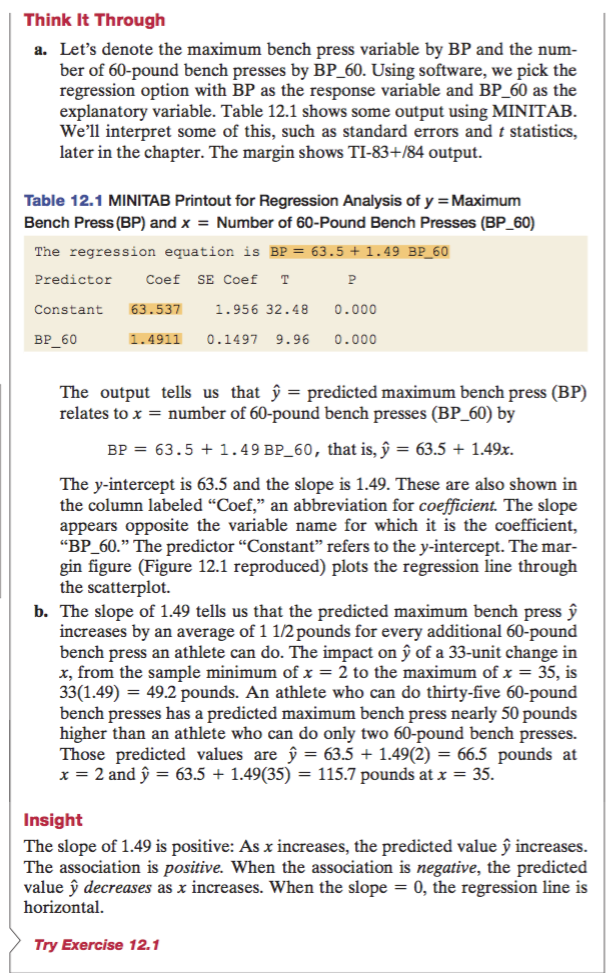 Think It Through
a. Let's denote the maximum bench press variable by BP and the num-
ber of 60-pound bench presses by BP_60. Using software, we pick the
regression option with BP as the response variable and BP_60 as the
explanatory variable. Table 12.1 shows some output using MINITAB.
We'll interpret some of this, such as standard errors and t statistics,
later in the chapter. The margin shows TI-83+/84 output.
Table 12.1 MINITAB Printout for Regression Analysis of y = Maximum
Bench Press (BP) and x = Number of 60-Pound Bench Presses (BP_60)
The regression equation is BP = 63.5 + 1.49 BP_60
Predictor Coef SE Coef T P
Constant 63.537 1.956 32.48 0.000
BP_60 1.4911 0.1497 9.96 0.000
The output tells us that ŷ = predicted maximum bench press (BP)
relates to x = number of 60-pound bench presses (BP_60) by
BP = 63.5 + 1.49 BP_60, that is, ŷ = 63.5 + 1.49x.
The y-intercept is 63.5 and the slope is 1.49. These are also shown in
the column labeled “Coef,” an abbreviation for coefficient. The slope
appears opposite the variable name for which it is the coefficient,
“BP_60.” The predictor “Constant” refers to the y-intercept. The mar-
gin figure (Figure 12.1 reproduced) plots the regression line through
the scatterplot.
b. The slope of 1.49 tells us that the predicted maximum bench press ŷ
increases by an average of 1 1/2 pounds for every additional 60-pound
bench press an athlete can do. The impact on ŷ of a 33-unit change in
x, from the sample minimum of x = 2 to the maximum of x = 35, is
33(1.49) = 49.2 pounds. An athlete who can do thirty-five 60-pound
bench presses has a predicted maximum bench press nearly 50 pounds
higher than an athlete who can do only two 60-pound bench presses.
Those predicted values are ŷ = 63.5 + 1.49(2) = 66.5 pounds at
x = 2 and ŷ = 63.5 + 1.49(35) = 115.7 pounds at x = 35.
Insight
The slope of 1.49 is positive: As x increases, the predicted value ŷ increases.
The association is positive. When the association is negative, the predicted
value ŷ decreases as x increases. When the slope = 0, the regression line is
horizontal.
Try Exercise 12.1